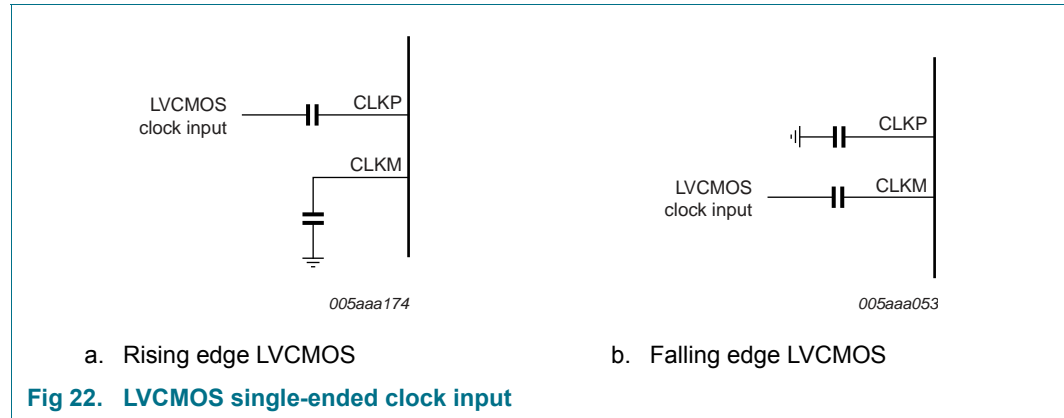 LVCMOS
clock input
CLKP
CLKM
005aaa174
a. Rising edge LVCMOS
CLKP
LVCMOS
clock input
CLKM
005aaa053
b. Falling edge LVCMOS
Fig 22. LVCMOS single-ended clock input